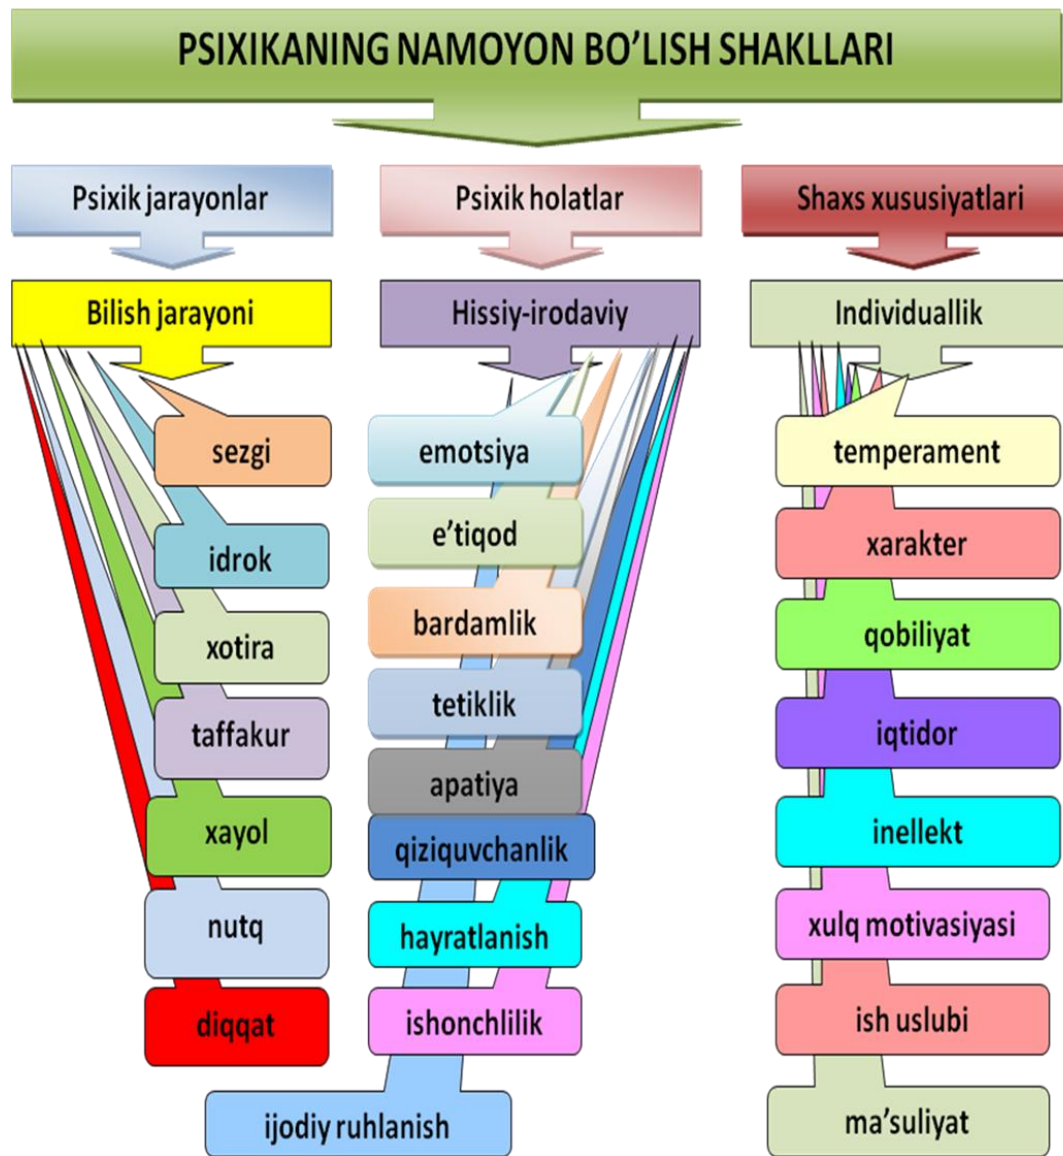 PSIXIKANING NAMOYON BO’LISH SHAKLLARI
Psixik jarayonlar
Psixik holatlar
Shaxs xususiyatlari
Bilish jarayoni
Hissiy-irodaviy
Individuallik
sezgi
idrok
xotira
taffakur
xayol
nutq
diqqat
emotsiya
e’tiqod
bardamlik
tetiklik
apatiya
qiziquvchanlik
hayratlanish
ishonchlilik
ijodiy ruhlanish
temperament
xarakter
qobiliyat
iqtidor
inellekt
xulq motivasiyasi
ish uslubi
ma’suliyat